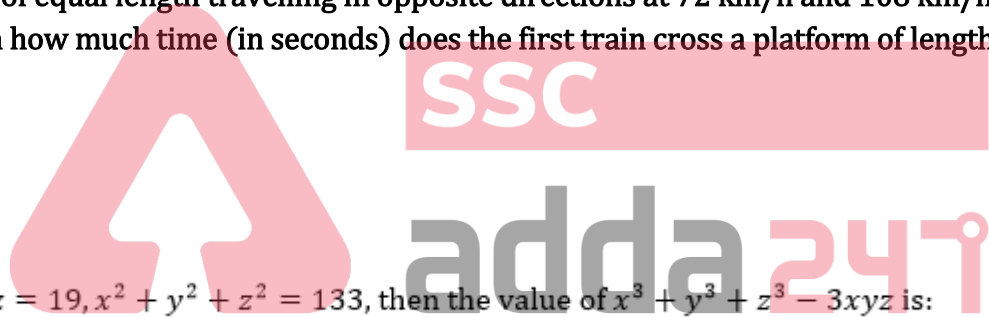 of equal length travelling in opposite directions at 72 km/h and 108 km/h
how much time (in seconds) does the first train cross a platform of length
SSC
adda247
= 19, x² + y² + z² = 133, then the value of x³ + y³ + z³ − 3xyz is: